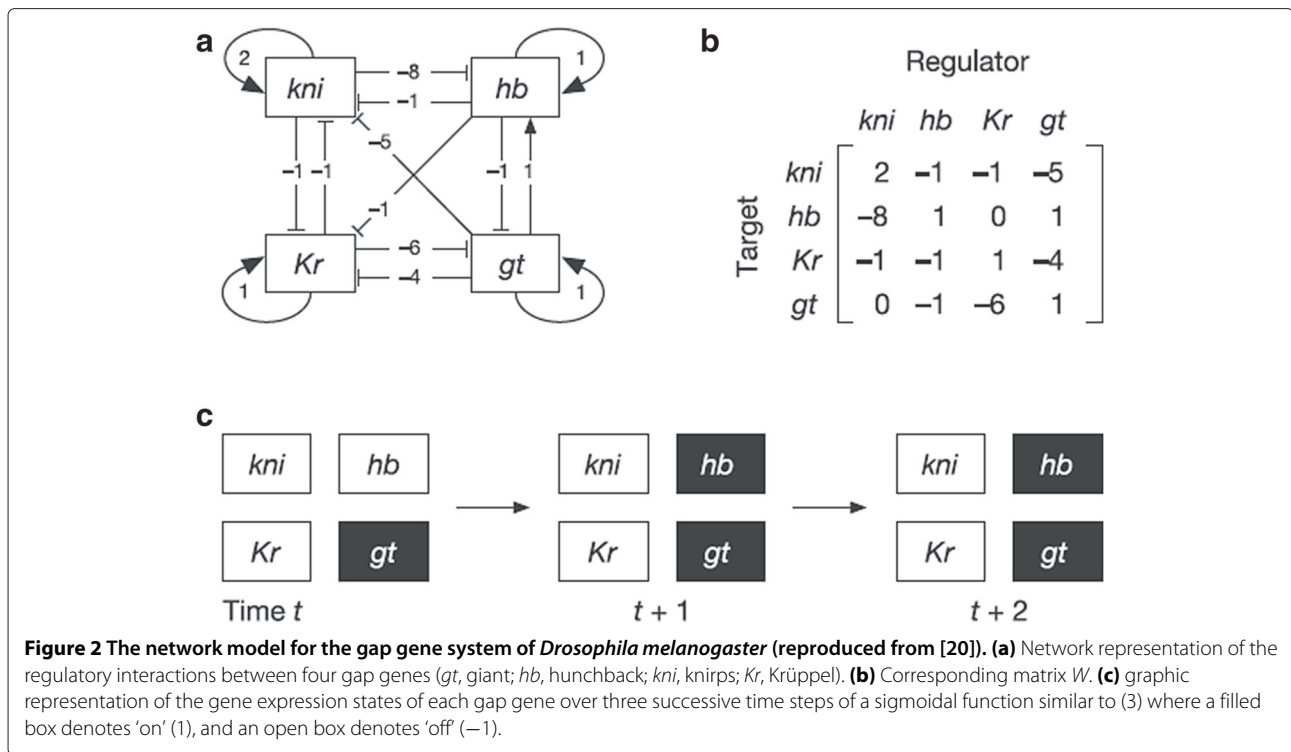 a
2
kni
−8
−1
hb
1
−5
−1
−1
−1
−1
1
Kr
−6
−4
gt
1
1
b
Regulator
kni hb Kr gt
Target
kni 2 −1 −1 −5
hb −8 1 0 1
Kr −1 −1 1 −4
gt 0 −1 −6 1
c
kni hb kni hb kni hb
Kr gt Kr gt Kr gt
Time t t + 1 t + 2
Figure 2 The network model for the gap gene system of Drosophila melanogaster (reproduced from [20]). (a) Network representation of the
regulatory interactions between four gap genes (gt, giant; hb, hunchback; kni, knirps; Kr, Krüppel). (b) Corresponding matrix W. (c) graphic
representation of the gene expression states of each gap gene over three successive time steps of a sigmoidal function similar to (3) where a filled
box denotes ‘on’ (1), and an open box denotes ‘off’ (−1).